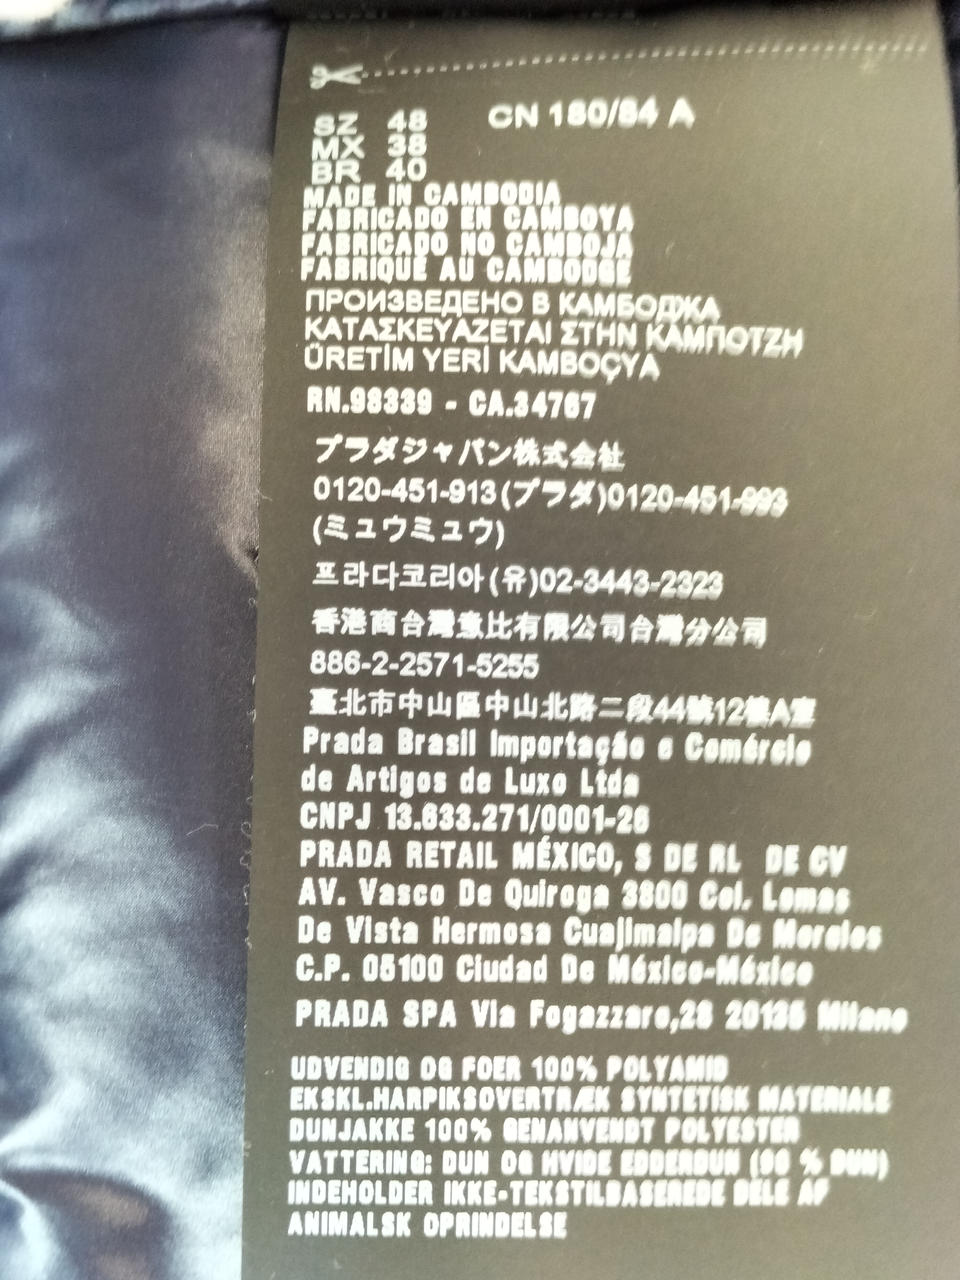 SZ 48 CN 180/84 A
MX 38
BR 40
MADE IN CAMBODIA
FABRICADO EN CAMBOYA
FABRICADO NO CAMBOJA
FABRIQUÉ AU CAMBODGE
ПРОИЗВЕДЕНО В КАМБОДЖА
ΚΑΤΑΣΚΕΥΑΖΕΤΑΙ ΣΤΗΝ ΚΑΜΠΟΤΖΗ
ÜRETİM YERİ KAMBOÇYA
RN.98339 - CA.34767
プラダジャパン株式会社
0120-451-913(プラダ)0120-451-993
(ミュウミュウ)
프라다코리아(유)02-3443-2323
香港商台灣意比有限公司台灣分公司
886-2-2571-5255
臺北市中山區中山北路二段44號12樓A室
Prada Brasil Importação e Comércio
de Artigos de Luxo Ltda
CNPJ 13.633.271/0001-26
PRADA RETAIL MÉXICO, S DE RL DE CV
AV. Vasco De Quiroga 3800 Col. Lomas
De Vista Hermosa Cuajimalpa De Morelos
C.P. 05100 Ciudad De México-México
PRADA SPA Via Fogazzaro,28 20135 Milano
UDVENDIG OG FOER 100% POLYAMID
EKSKL.HARPIKSOVERTRÆK SYNTETISK MATERIALE
DUNJAKKE 100% GENANVENDT POLYESTER
VATTERING: DUN OG HVIDE EDDERDUN (90 % DUN)
INDEHOLDER IKKE-TEKSTILBASEREDE DELE AF
ANIMALSK OPRINDELSE